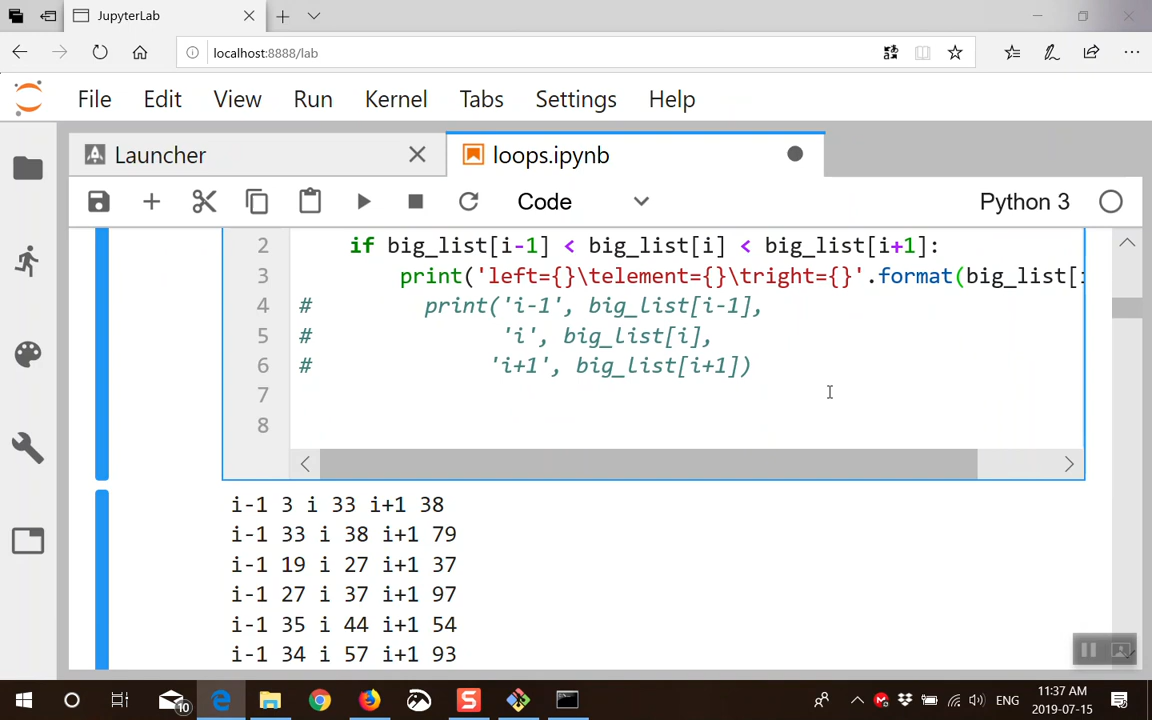 JupyterLab
localhost:8888/lab
File Edit View Run Kernel Tabs Settings Help
Launcher
loops.ipynb
Code
Python 3
2 if big_list[i-1] < big_list[i] < big_list[i+1]:
3 print('left={}\telement={}\tright={}'.format(big_list[i
4 # print('i-1', big_list[i-1],
5 # 'i', big_list[i],
6 # 'i+1', big_list[i+1])
7
8
i-1 3 i 33 i+1 38
i-1 33 i 38 i+1 79
i-1 19 i 27 i+1 37
i-1 27 i 37 i+1 97
i-1 35 i 44 i+1 54
i-1 34 i 57 i+1 93
10
ENG
11:37 AM
2019-07-15